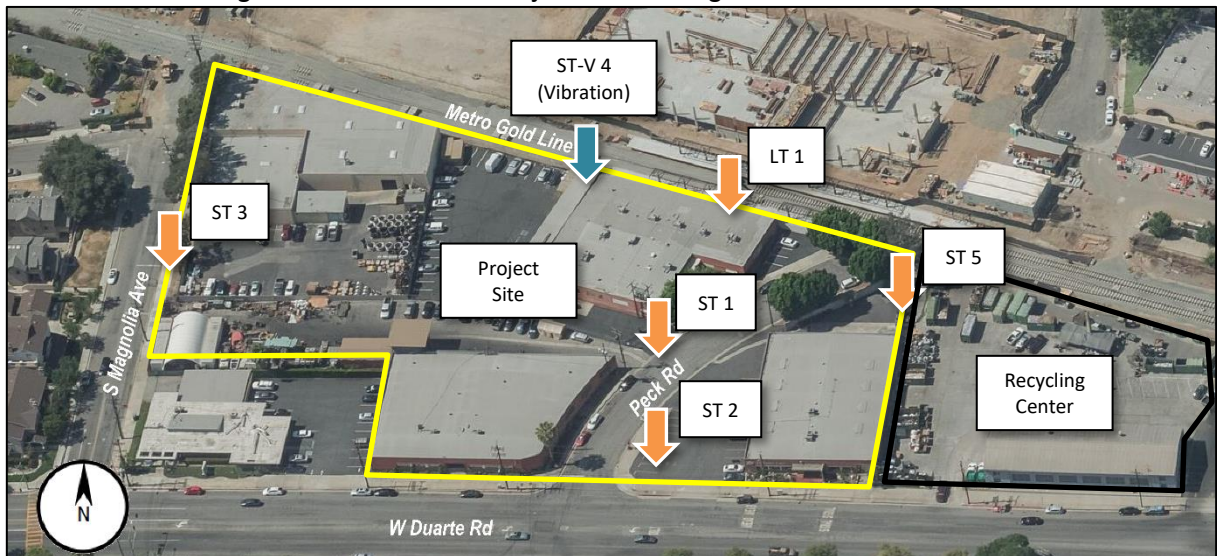 ST-V 4
(Vibration)
Metro Gold Line
LT 1
ST 3
ST 5
Project
Site
S Magnolia Ave
ST 1
Recycling
Center
Peck Rd
ST 2
N
W Duarte Rd